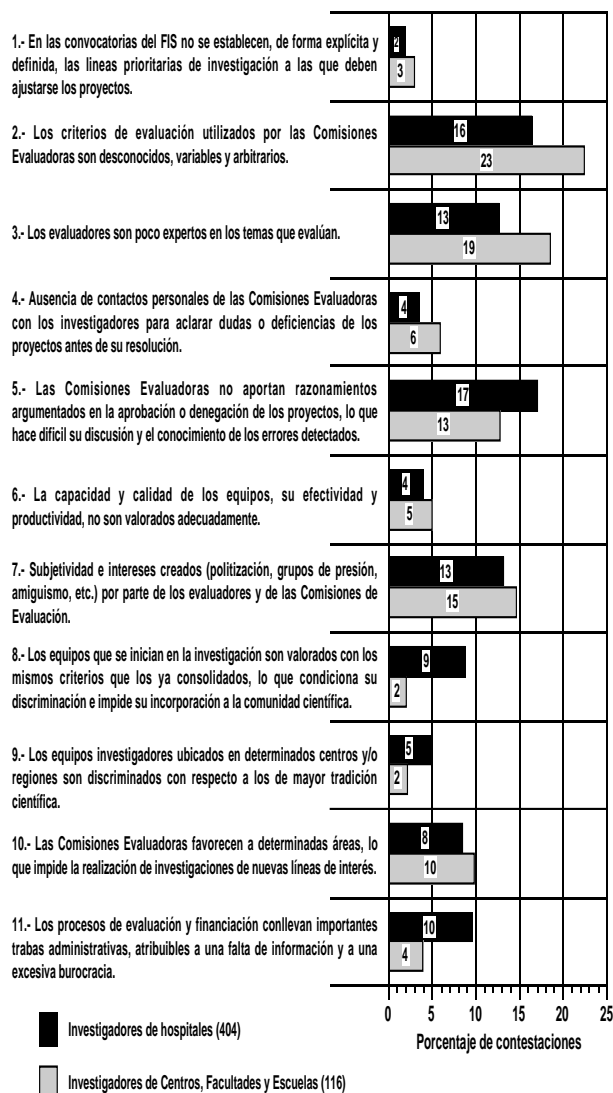 1.- En las convocatorias del FIS no se establecen, de forma explícita y
definida, las lineas prioritarias de investigación a las que deben
ajustarse los proyectos.
2
3
2.- Los criterios de evaluación utilizados por las Comisiones
Evaluadoras son desconocidos, variables y arbitrarios.
16
23
3.- Los evaluadores son poco expertos en los temas que evalúan.
13
19
4.- Ausencia de contactos personales de las Comisiones Evaluadoras
con los investigadores para aclarar dudas o deficiencias de los
proyectos antes de su resolución.
4
6
5.- Las Comisiones Evaluadoras no aportan razonamientos
argumentados en la aprobación o denegación de los proyectos, lo que
hace dificil su discusión y el conocimiento de los errores detectados.
17
13
6.- La capacidad y calidad de los equipos, su efectividad y
productividad, no son valorados adecuadamente.
4
5
7.- Subjetividad e intereses creados (politización, grupos de presión,
amiguismo, etc.) por parte de los evaluadores y de las Comisiones de
Evaluación.
13
15
8.- Los equipos que se inician en la investigación son valorados con los
mismos criterios que los ya consolidados, lo que condiciona su
discriminación e impide su incorporación a la comunidad científica.
9
2
9.- Los equipos investigadores ubicados en determinados centros y/o
regiones son discriminados con respecto a los de mayor tradición
científica.
5
2
10.- Las Comisiones Evaluadoras favorecen a determinadas áreas, lo
que impide la realización de investigaciones de nuevas líneas de interés.
8
10
11.- Los procesos de evaluación y financiación conllevan importantes
trabas administrativas, atribuibles a una falta de información y a una
excesiva burocracia.
10
4
0 5 10 15 20 25
Porcentaje de contestaciones
Investigadores de hospitales (404)
Investigadores de Centros, Facultades y Escuelas (116)